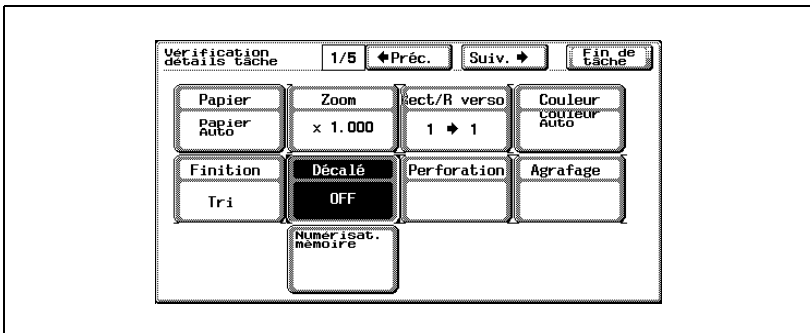 Vérification
détails tâche
1/5
Préc.
Suiv.
Fin de
tâche
Papier
Zoom
Rect/R verso
Couleur
Papier
Auto
x 1.000
1 → 1
Couleur
Auto
Finition
Décalé
Perforation
Agrafage
Tri
OFF
Numérisat.
mémoire